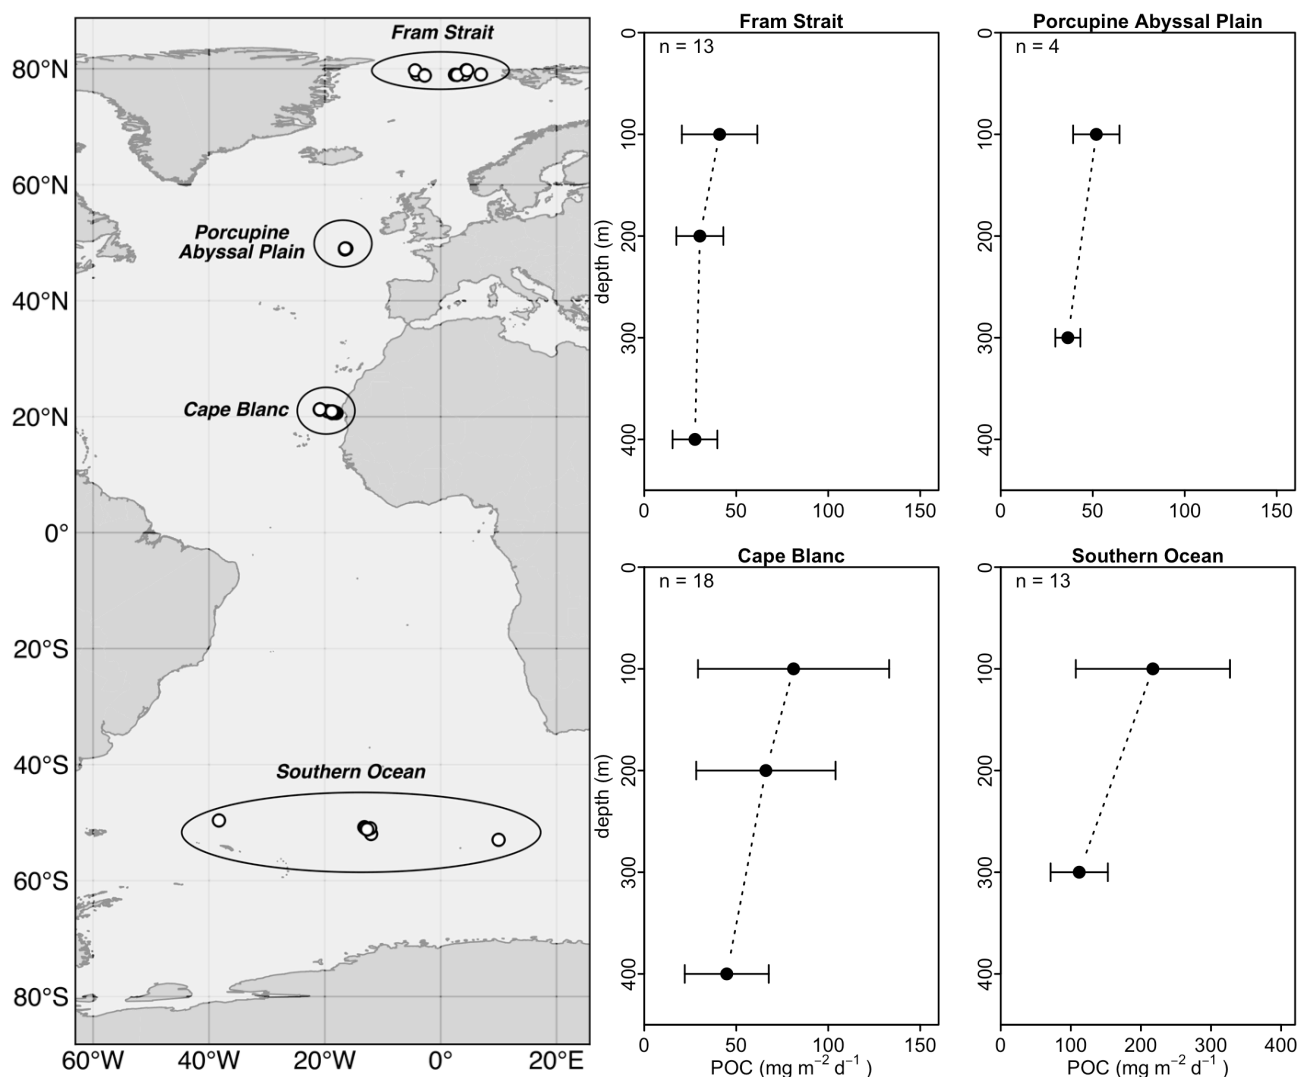 Fram Strait
80°N
60°N
Porcupine
Abyssal Plain
40°N
Cape Blanc
20°N
0°
20°S
40°S
Southern Ocean
60°S
80°S
60°W
40°W
20°W
0°
20°E
Fram Strait
n = 13
0
100
200
300
400
depth (m)
0
50
100
150
Porcupine Abyssal Plain
n = 4
0
100
200
300
400
0
50
100
150
Cape Blanc
n = 18
0
100
200
300
400
depth (m)
0
50
100
150
POC (mg m⁻² d⁻¹ )
Southern Ocean
n = 13
0
100
200
300
400
0
100
200
300
400
POC (mg m⁻² d⁻¹ )